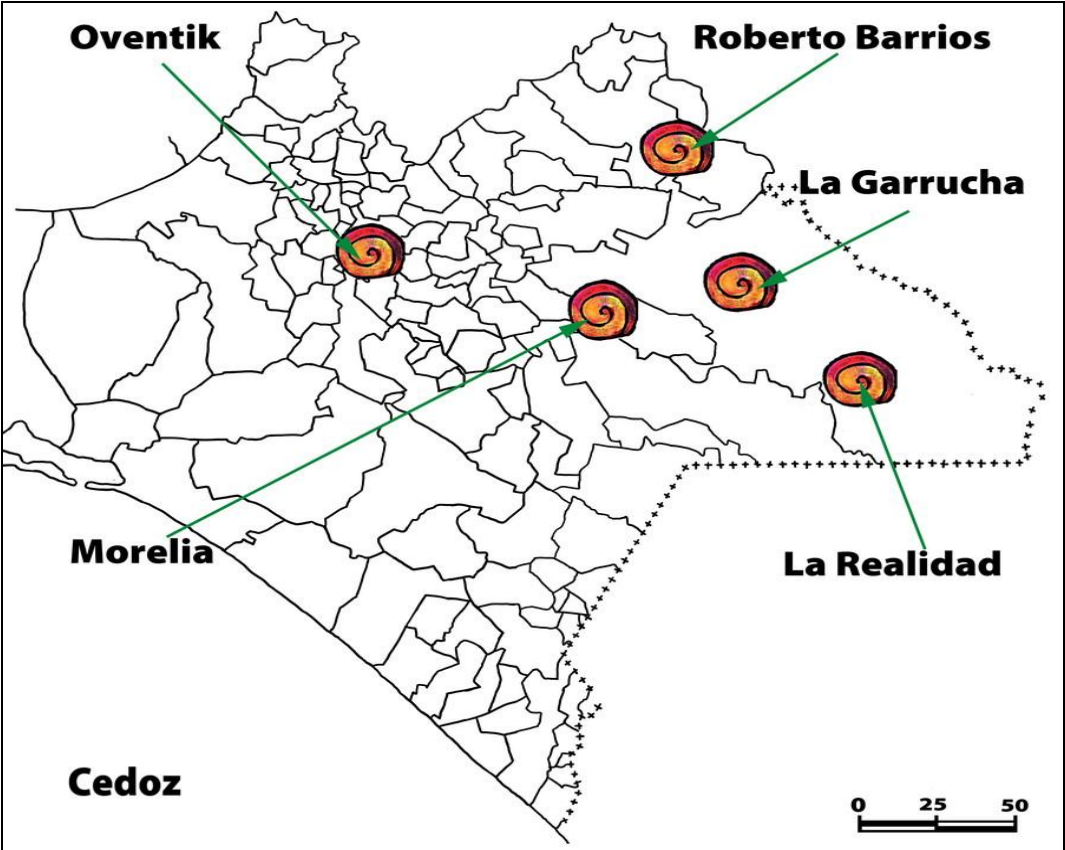 Oventik
Roberto Barrios
La Garrucha
Morelia
La Realidad
Cedoz
0 25 50